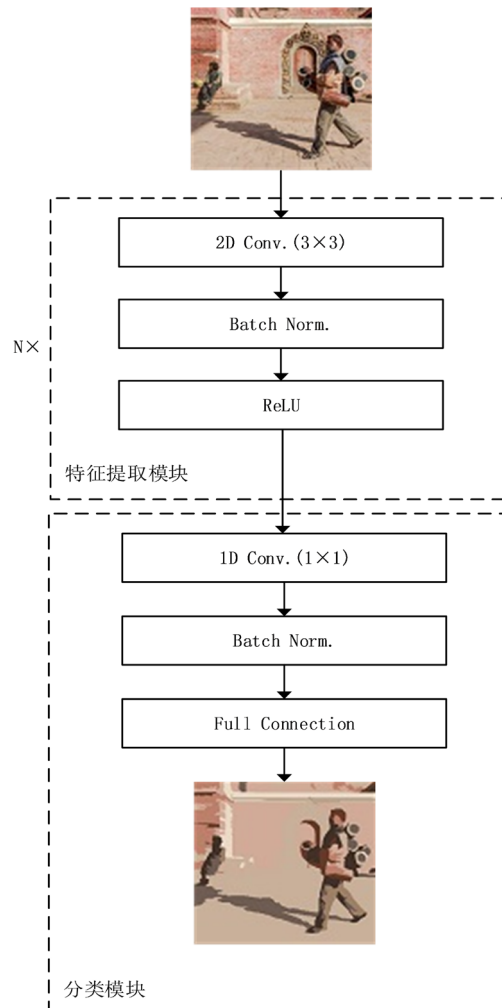 2D Conv.(3×3)
Batch Norm.
N×
ReLU
特征提取模块
1D Conv.(1×1)
Batch Norm.
Full Connection
分类模块